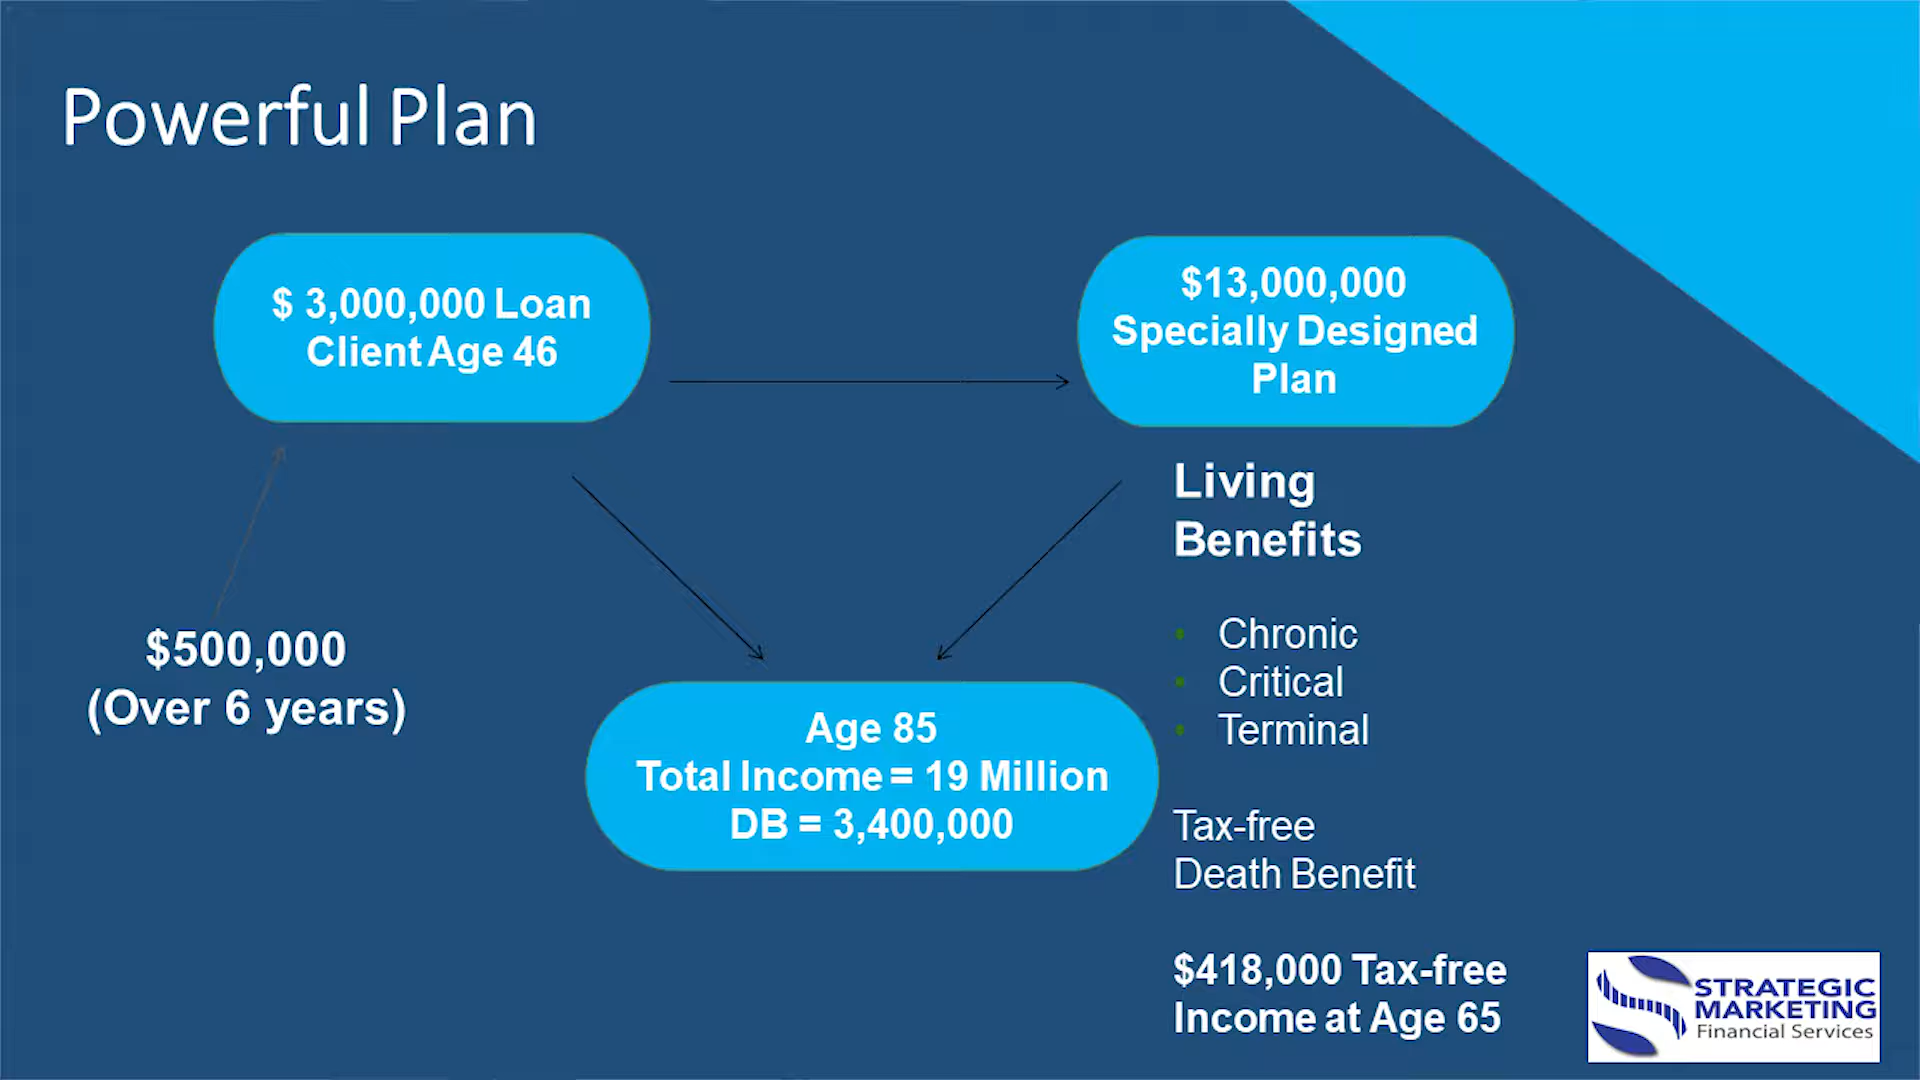 Powerful Plan
$ 3,000,000 Loan
Client Age 46
$13,000,000
Specially Designed
Plan
$500,000
(Over 6 years)
Age 85
Total Income = 19 Million
DB = 3,400,000
Living
Benefits
Chronic
Critical
Terminal
Tax-free
Death Benefit
$418,000 Tax-free
Income at Age 65
STRATEGIC
MARKETING
Financial Services